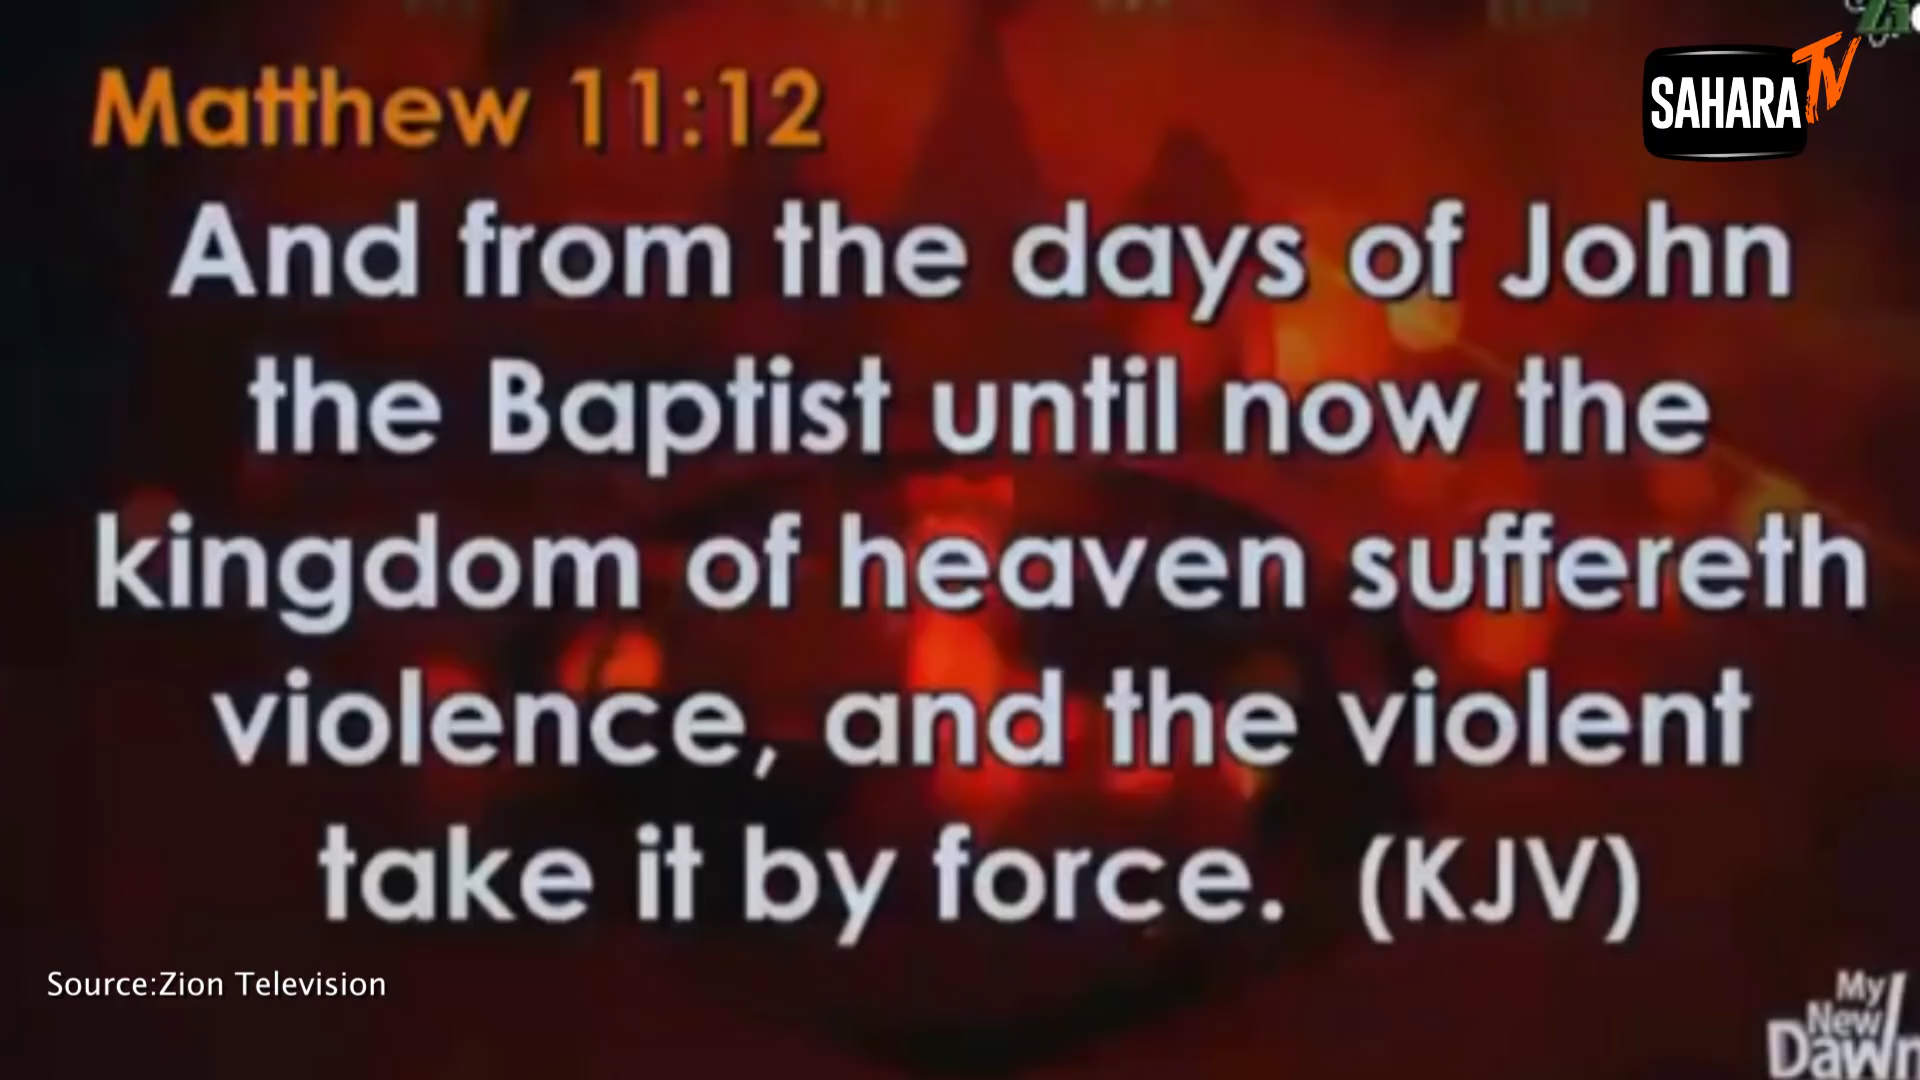 Matthew 11:12
SAHARA TV
And from the days of John
the Baptist until now the
kingdom of heaven suffereth
violence, and the violent
take it by force. (KJV)
Source:Zion Television
My
New
Dawn